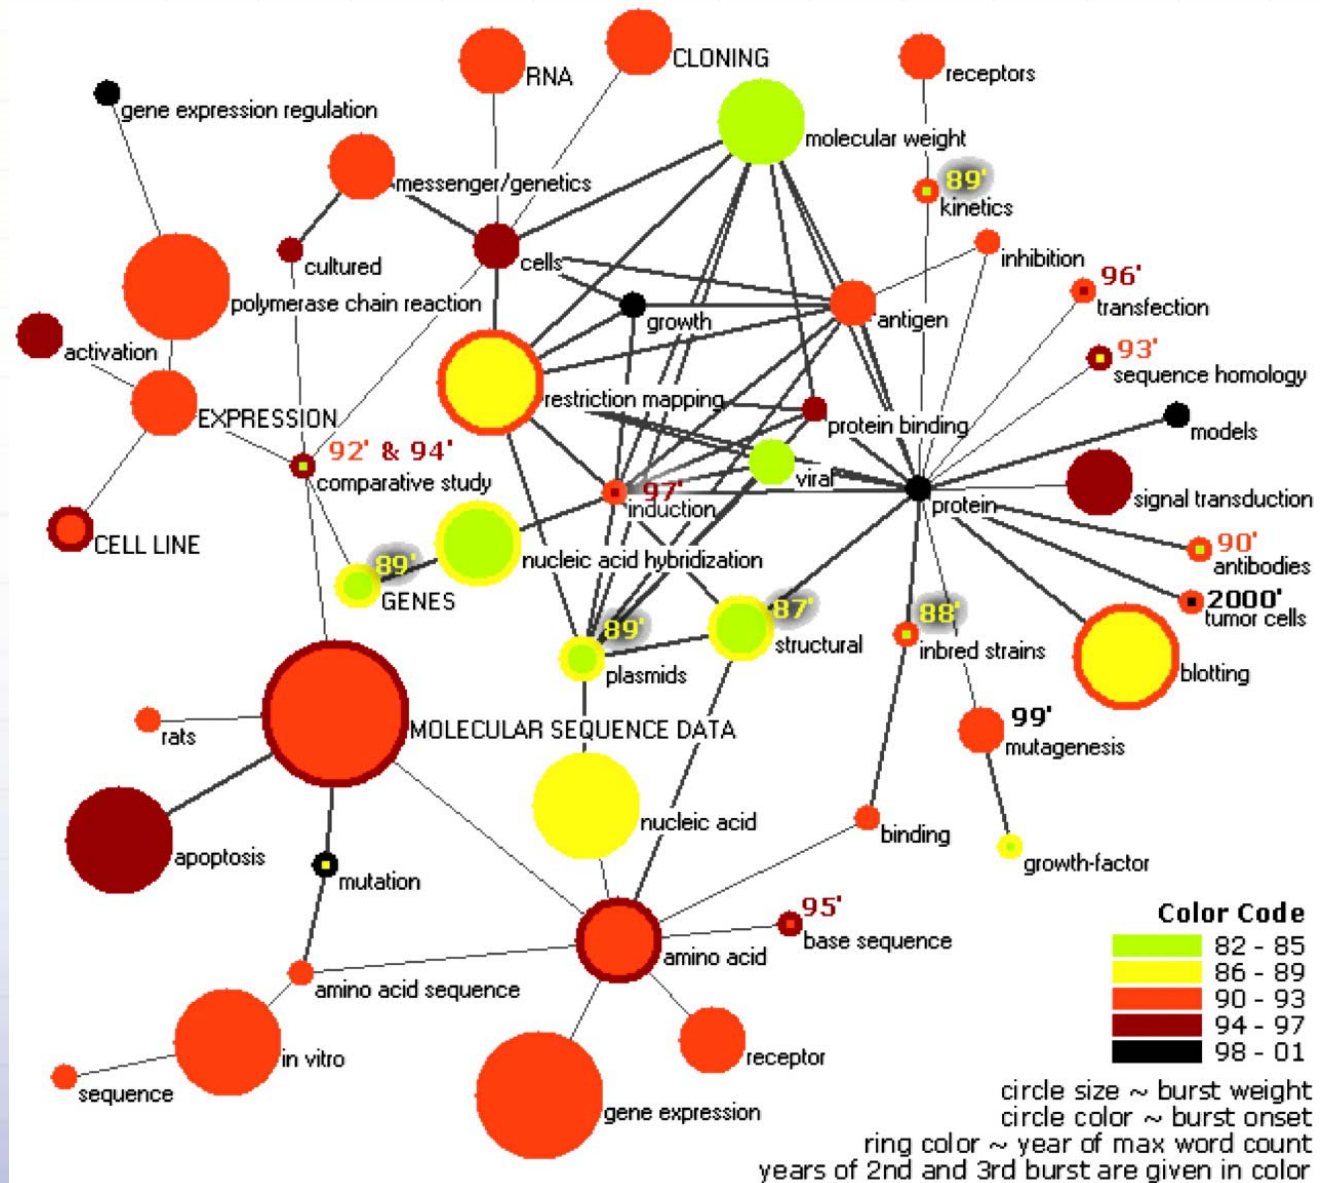 RNA
CLONING
receptors
gene expression regulation
molecular weight
messenger/genetics
89'
kinetics
cultured
cells
inhibition
96'
transfection
polymerase chain reaction
growth
antigen
activation
93'
sequence homology
restriction mapping
EXPRESSION
protein binding
models
92' & 94'
comparative study
viral
97'
induction
protein
signal transduction
CELL LINE
nucleic acid hybridization
90'
antibodies
89'
GENES
2000'
tumor cells
87'
structural
88'
inbred strains
89'
plasmids
blotting
MOLECULAR SEQUENCE DATA
rats
99'
mutagenesis
nucleic acid
binding
apoptosis
growth-factor
mutation
95'
base sequence
amino acid
amino acid sequence
in vitro
receptor
sequence
gene expression
Color Code
82 - 85
86 - 89
90 - 93
94 - 97
98 - 01
circle size ~ burst weight
circle color ~ burst onset
ring color ~ year of max word count
years of 2nd and 3rd burst are given in color